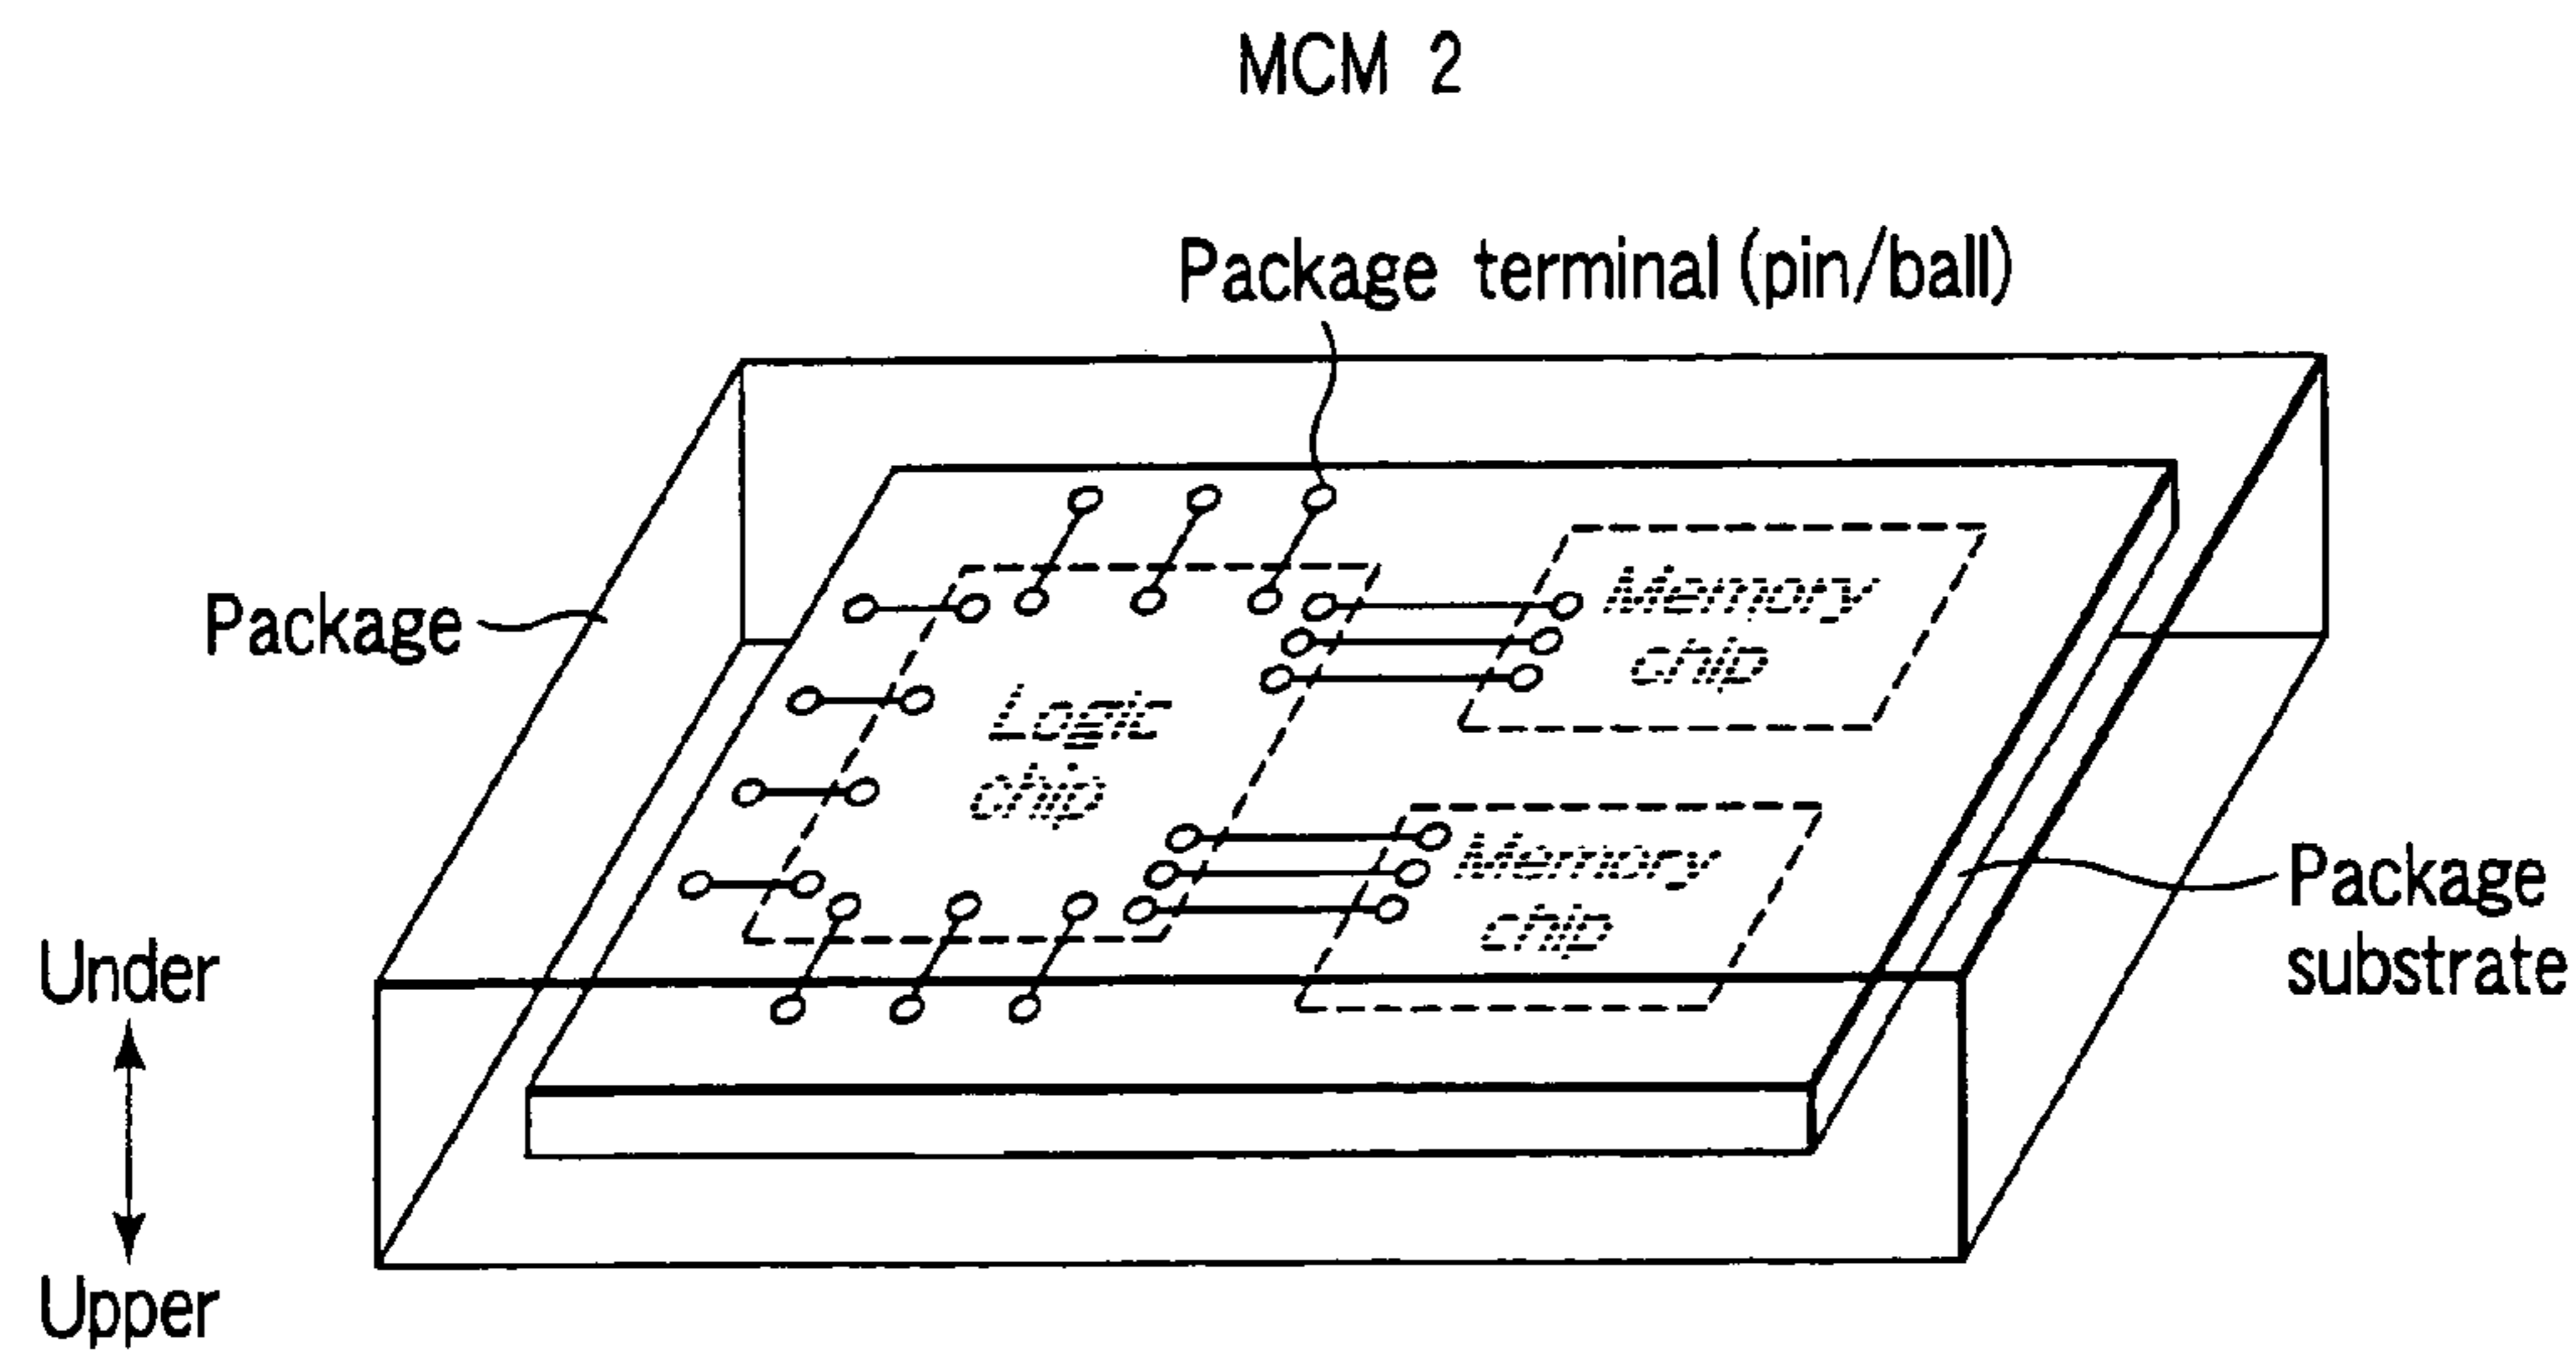 MCM 2
Package terminal (pin/ball)
Package
Memory
chip
Logic
chip
Memory
chip
Package
substrate
Under
Upper